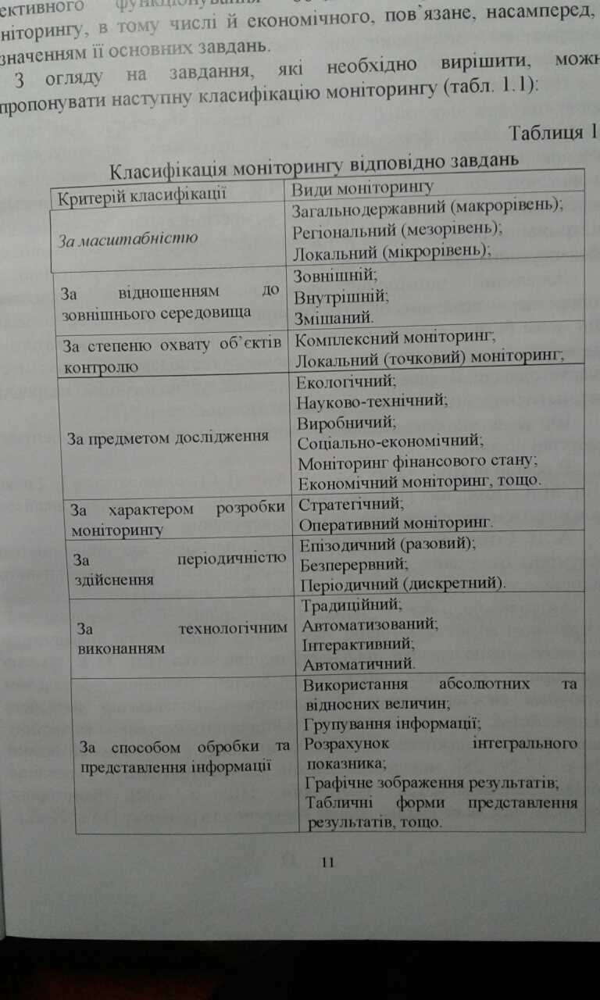 функціонування
ніторингу, в тому числі й економічного, пов'язане, насамперед,
значенням її основних завдань.
З огляду на завдання, які необхідно вирішити, можн
пропонувати наступну класифікацію моніторингу (табл. 1.1):
Таблиця 1
Класифікація моніторингу відповідно завдань
Критерій класифікації
Види моніторингу
За масштабністю
Загальнодержавний (макрорівень);
Регіональний (мезорівень);
Локальний (мікрорівень);
За відношенням до
зовнішнього середовища
Зовнішній;
Внутрішній;
Змішаний.
За степеню охвату об'єктів
контролю
Комплексний моніторинг;
Локальний (точковий) моніторинг;
За предметом дослідження
Екологічний;
Науково-технічний;
Виробничий;
Соціально-економічний;
Моніторинг фінансового стану;
Економічний моніторинг, тощо.
За характером розробки
моніторингу
Стратегічний;
Оперативний моніторинг.
За періодичністю
здійснення
Епізодичний (разовий);
Безперервний;
Періодичний (дискретний).
За технологічним
виконанням
Традиційний;
Автоматизований;
Інтерактивний;
Автоматичний.
За способом обробки та
представлення інформації
Використання абсолютних та
відносних величин;
Групування інформації;
Розрахунок інтегрального
показника;
Графічне зображення результатів;
Табличні форми представлення
результатів, тощо.
11